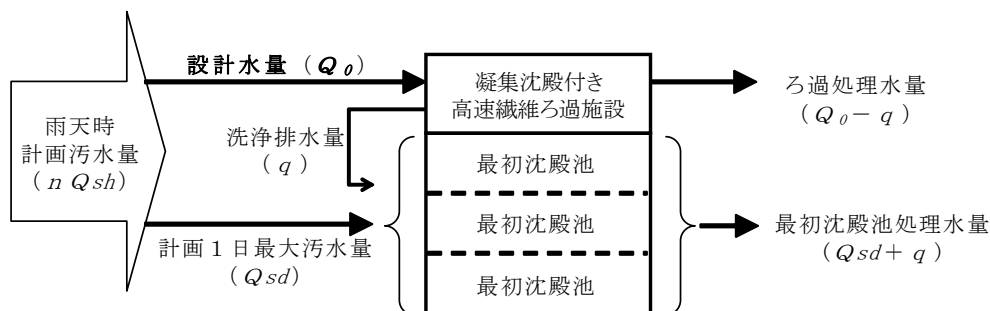 雨天時
計画汚水量
(n Qsh)
設計水量 (Q₀)
洗浄排水量
(q)
計画1日最大汚水量
(Qsd)
凝集沈殿付き
高速繊維ろ過施設
最初沈殿池
最初沈殿池
最初沈殿池
ろ過処理水量
(Q₀－q)
最初沈殿池処理水量
(Qsd＋q)